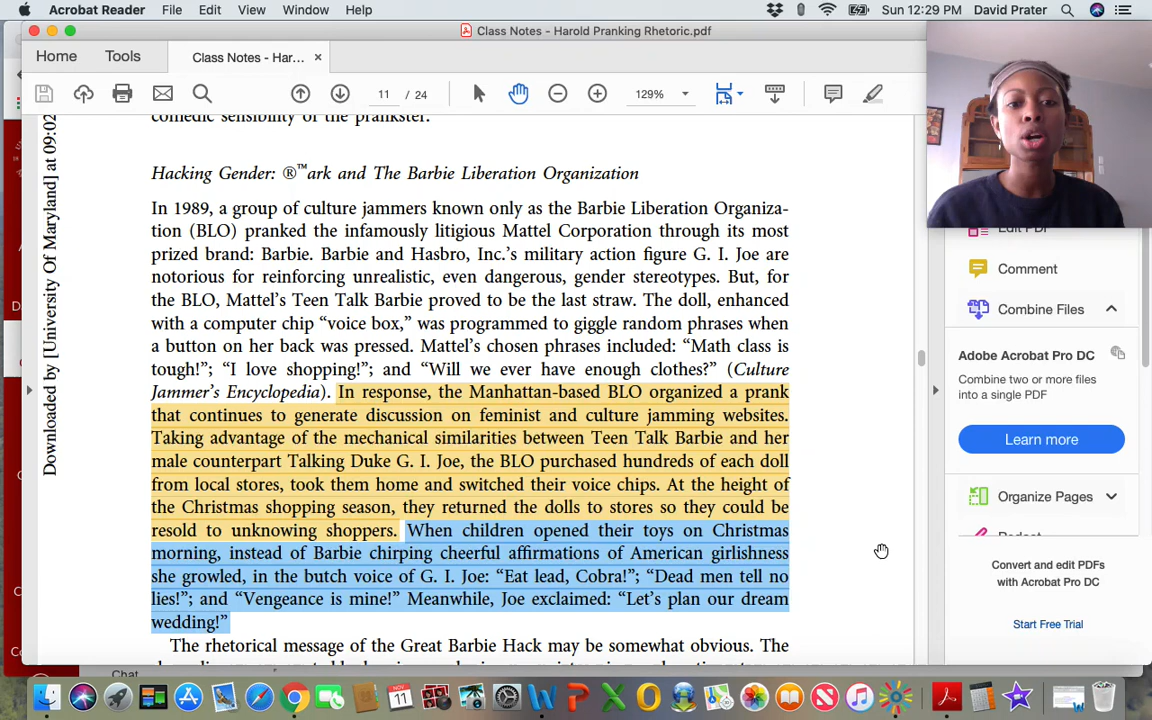 Acrobat Reader File Edit View Window Help Sun 12:29 PM David Prater
Class Notes - Harold Pranking Rhetoric.pdf
Home Tools Class Notes - Har... ×
11 / 24 129%
comedic sensibility of the prankster.
Downloaded by [University Of Maryland] at 09:02
Hacking Gender: ®™ark and The Barbie Liberation Organization
In 1989, a group of culture jammers known only as the Barbie Liberation Organiza-
tion (BLO) pranked the infamously litigious Mattel Corporation through its most
prized brand: Barbie. Barbie and Hasbro, Inc.'s military action figure G. I. Joe are
notorious for reinforcing unrealistic, even dangerous, gender stereotypes. But, for
the BLO, Mattel's Teen Talk Barbie proved to be the last straw. The doll, enhanced
with a computer chip “voice box,” was programmed to giggle random phrases when
a button on her back was pressed. Mattel's chosen phrases included: “Math class is
tough!”; “I love shopping!”; and “Will we ever have enough clothes?” (Culture
Jammer's Encyclopedia). In response, the Manhattan-based BLO organized a prank
that continues to generate discussion on feminist and culture jamming websites.
Taking advantage of the mechanical similarities between Teen Talk Barbie and her
male counterpart Talking Duke G. I. Joe, the BLO purchased hundreds of each doll
from local stores, took them home and switched their voice chips. At the height of
the Christmas shopping season, they returned the dolls to stores so they could be
resold to unknowing shoppers. When children opened their toys on Christmas
morning, instead of Barbie chirping cheerful affirmations of American girlishness
she growled, in the butch voice of G. I. Joe: “Eat lead, Cobra!”; “Dead men tell no
lies!”; and “Vengeance is mine!” Meanwhile, Joe exclaimed: “Let's plan our dream
wedding!”
The rhetorical message of the Great Barbie Hack may be somewhat obvious. The
Edit PDF
Comment
Combine Files
Adobe Acrobat Pro DC
Combine two or more files
into a single PDF
Learn more
Organize Pages
Redact
Convert and edit PDFs
with Acrobat Pro DC
Start Free Trial
Chat
NOV
11